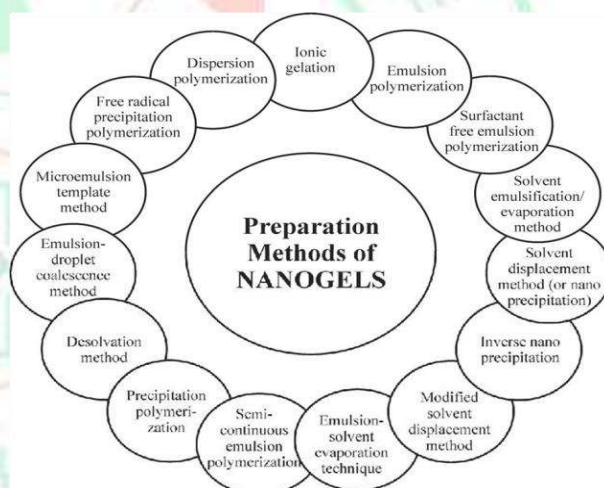 Preparation
Methods of
NANOGELS
Ionic
gelation
Emulsion
polymerization
Surfactant
free emulsion
polymerization
Solvent
emulsification/
evaporation
method
Solvent
displacement
method (or nano
precipitation)
Inverse nano
precipitation
Modified
solvent
displacement
method
Emulsion-
solvent
evaporation
technique
Semi-
continuous
emulsion
polymerization
Precipitation
polymeri-
zation
Desolvation
method
Emulsion-
droplet
coalescence
method
Microemulsion
template
method
Free radical
precipitation
polymerization
Dispersion
polymerization